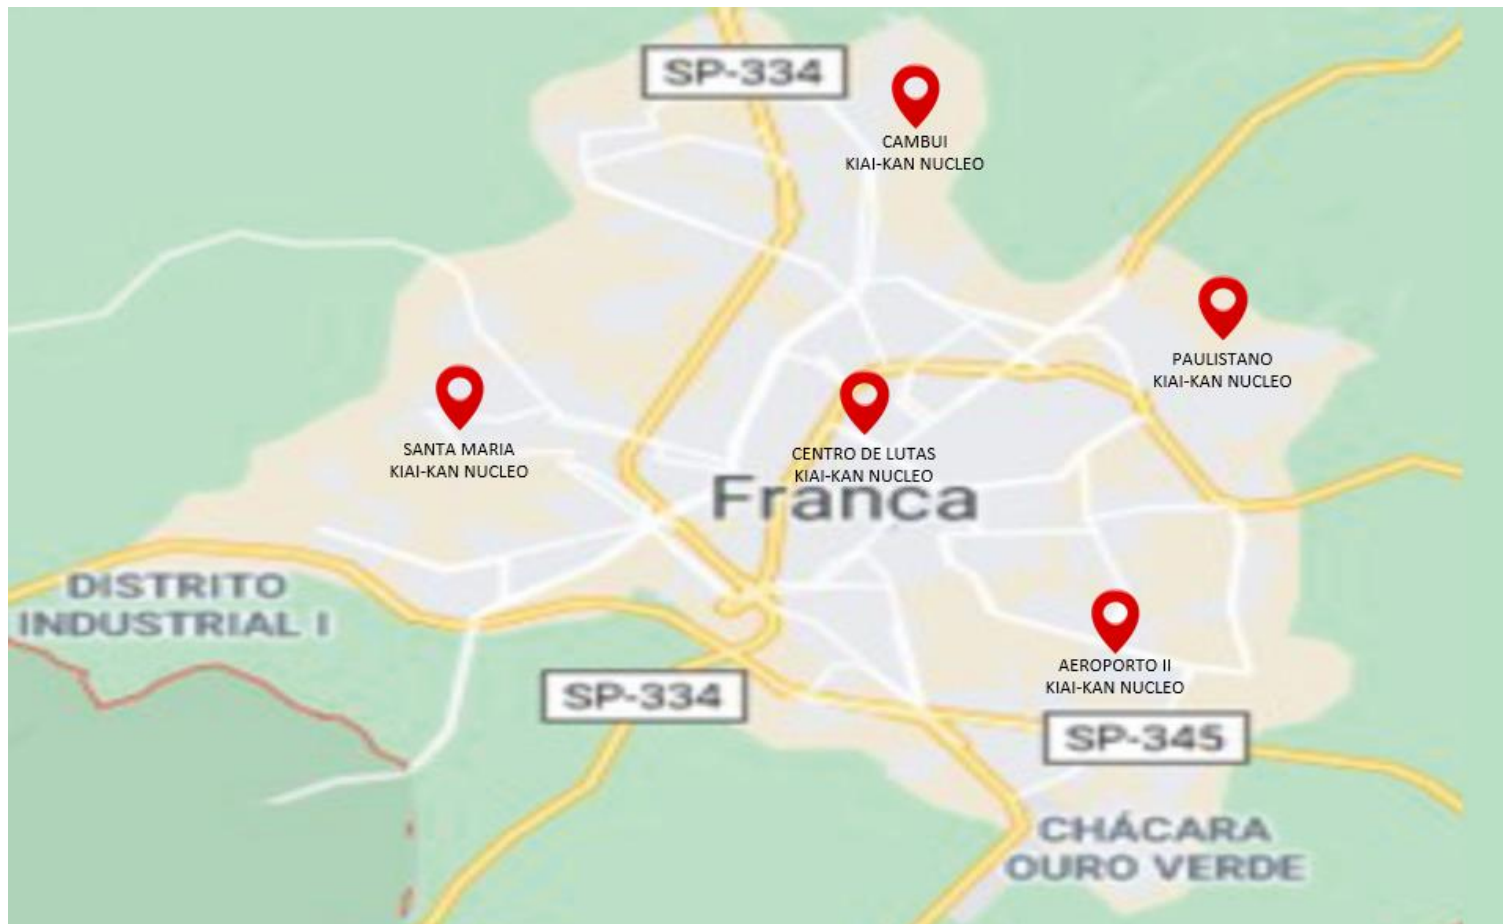 SP-334
CAMBUI
KIAI-KAN NUCLEO
PAULISTANO
KIAI-KAN NUCLEO
SANTA MARIA
KIAI-KAN NUCLEO
CENTRO DE LUTAS
KIAI-KAN NUCLEO
Franca
DISTRITO
INDUSTRIAL I
AEROPORTO II
KIAI-KAN NUCLEO
SP-334
SP-345
CHÁCARA
OURO VERDE